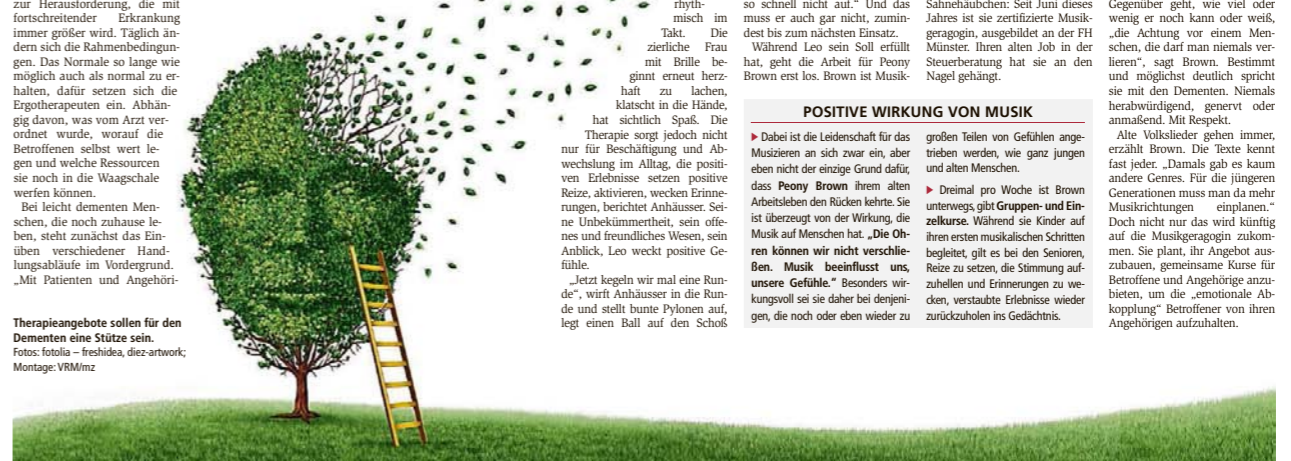 zur Herausforderung, die mit
fortschreitender Erkrankung
immer größer wird. Täglich än-
dern sich die Rahmenbedingun-
gen. Das Normale so lange wie
möglich auch als normal zu er-
halten, dafür setzen sich die
Ergotherapeuten ein. Abhän-
gig davon, was vom Arzt ver-
ordnet wurde, worauf die
Betroffenen selbst wert le-
gen und welche Ressourcen
sie noch in die Waagschale
werfen können.
Bei leicht dementen Men-
schen, die noch zuhause le-
ben, steht zunächst das Ein-
üben verschiedener Hand-
lungsabläufe im Vordergrund.
„Mit Patienten und Angehöri-
Therapieangebote sollen für den
Dementen eine Stütze sein.
Fotos: fotolia – freshidea, diez-artwork;
Montage: VRM/mz
rhyth-
misch im
Takt. Die
zierliche Frau
mit Brille be-
ginnt erneut herz-
haft zu lachen,
klatscht in die Hände,
hat sichtlich Spaß. Die
Therapie sorgt jedoch nicht
nur für Beschäftigung und Ab-
wechslung im Alltag, die positi-
ven Erlebnisse setzen positive
Reize, aktivieren, wecken Erinne-
rungen, berichtet Anhäusser. Sei-
ne Unbekümmertheit, sein offe-
nes und freundliches Wesen, sein
Anblick, Leo weckt positive Ge-
fühle.
„Jetzt kegeln wir mal eine Run-
de“, wirft Anhäusser in die Run-
de und stellt bunte Pylonen auf,
legt einen Ball auf den Schoß
so schnell nicht auf.“ Und das
muss er auch gar nicht, zumin-
dest bis zum nächsten Einsatz.
Während Leo sein Soll erfüllt
hat, geht die Arbeit für Peony
Brown erst los. Brown ist Musik-
Sahnehäubchen: Seit Juni dieses
Jahres ist sie zertifizierte Musik-
geragogin, ausgebildet an der FH
Münster. Ihren alten Job in der
Steuerberatung hat sie an den
Nagel gehängt.
POSITIVE WIRKUNG VON MUSIK
▶ Dabei ist die Leidenschaft für das
Musizieren an sich zwar ein, aber
eben nicht der einzige Grund dafür,
dass Peony Brown ihrem alten
Arbeitsleben den Rücken kehrte. Sie
ist überzeugt von der Wirkung, die
Musik auf Menschen hat. „Die Oh-
ren können wir nicht verschlie-
ßen. Musik beeinflusst uns,
unsere Gefühle.“ Besonders wir-
kungsvoll sei sie daher bei denjeni-
gen, die noch oder eben wieder zu
großen Teilen von Gefühlen ange-
trieben werden, wie ganz jungen
und alten Menschen.
▶ Dreimal pro Woche ist Brown
unterwegs, gibt Gruppen- und Ein-
zelkurse. Während sie Kinder auf
ihren ersten musikalischen Schritten
begleitet, gilt es bei den Senioren,
Reize zu setzen, die Stimmung auf-
zuhellen und Erinnerungen zu we-
cken, verstaubte Erlebnisse wieder
zurückzuholen ins Gedächtnis.
Gegenüber geht, wie viel oder
wenig er noch kann oder weiß,
„die Achtung vor einem Men-
schen, die darf man niemals ver-
lieren“, sagt Brown. Bestimmt
und möglichst deutlich spricht
sie mit den Dementen. Niemals
herabwürdigend, genervt oder
anmaßend. Mit Respekt.
Alte Volkslieder gehen immer,
erzählt Brown. Die Texte kennt
fast jeder. „Damals gab es kaum
andere Genres. Für die jüngeren
Generationen muss man da mehr
Musikrichtungen einplanen.“
Doch nicht nur das wird künftig
auf die Musikgeragogin zukom-
men. Sie plant, ihr Angebot aus-
zubauen, gemeinsame Kurse für
Betroffene und Angehörige anzu-
bieten, um die „emotionale Ab-
kopplung“ Betroffener von ihren
Angehörigen aufzuhalten.